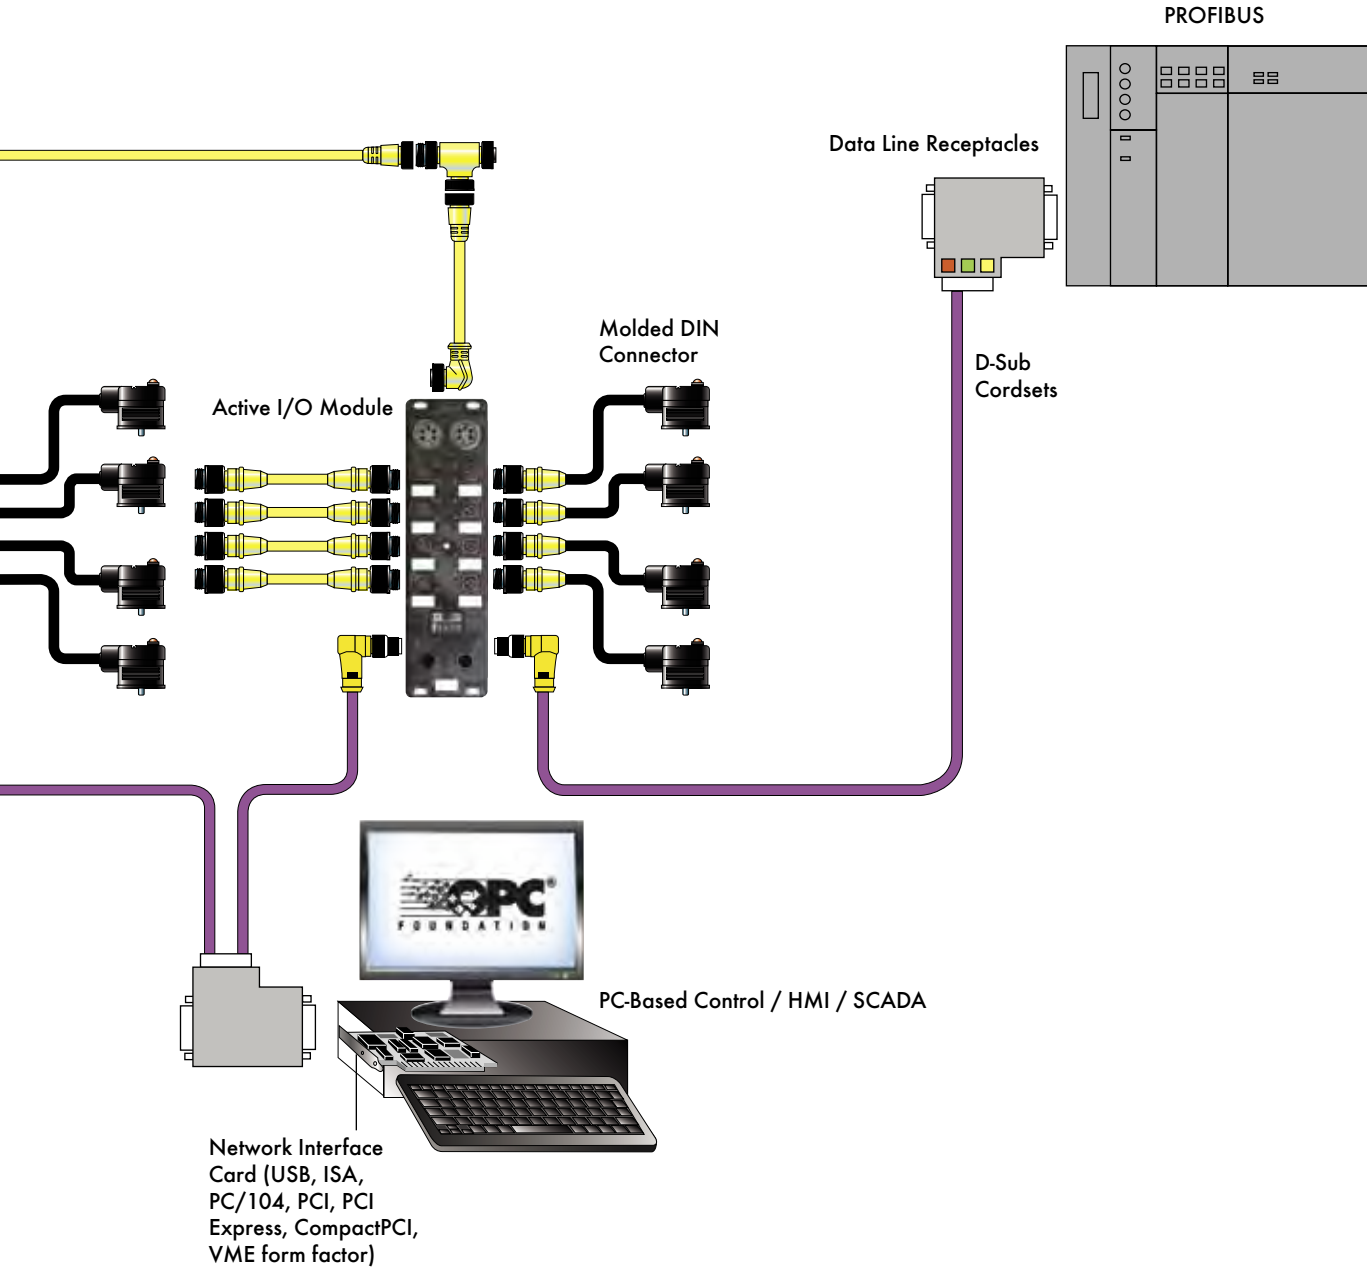 PROFIBUS
Data Line Receptacles
Molded DIN
Connector
D-Sub
Cordsets
Active I/O Module
OPC®
FOUNDATION
PC-Based Control / HMI / SCADA
Network Interface
Card (USB, ISA,
PC/104, PCI, PCI
Express, CompactPCI,
VME form factor)